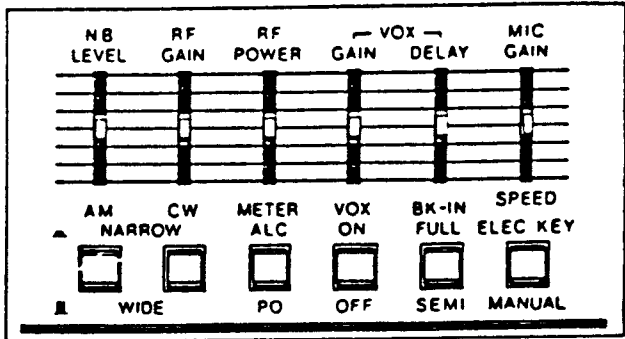 NB RF RF VOX MIC
LEVEL GAIN POWER GAIN DELAY GAIN
AM CW METER VOX BK-IN SPEED
NARROW ALC ON FULL ELEC KEY
WIDE PO OFF SEMI MANUAL